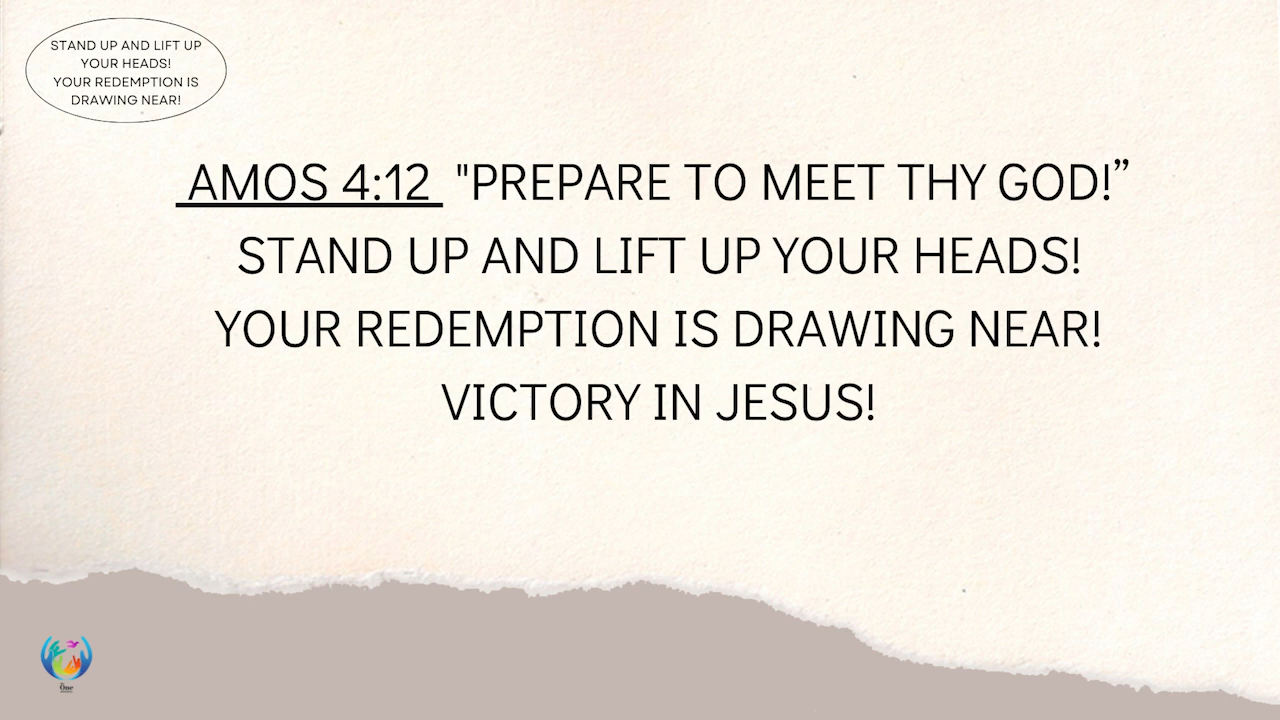 STAND UP AND LIFT UP
YOUR HEADS!
YOUR REDEMPTION IS
DRAWING NEAR!
AMOS 4:12 "PREPARE TO MEET THY GOD!”
STAND UP AND LIFT UP YOUR HEADS!
YOUR REDEMPTION IS DRAWING NEAR!
VICTORY IN JESUS!
One